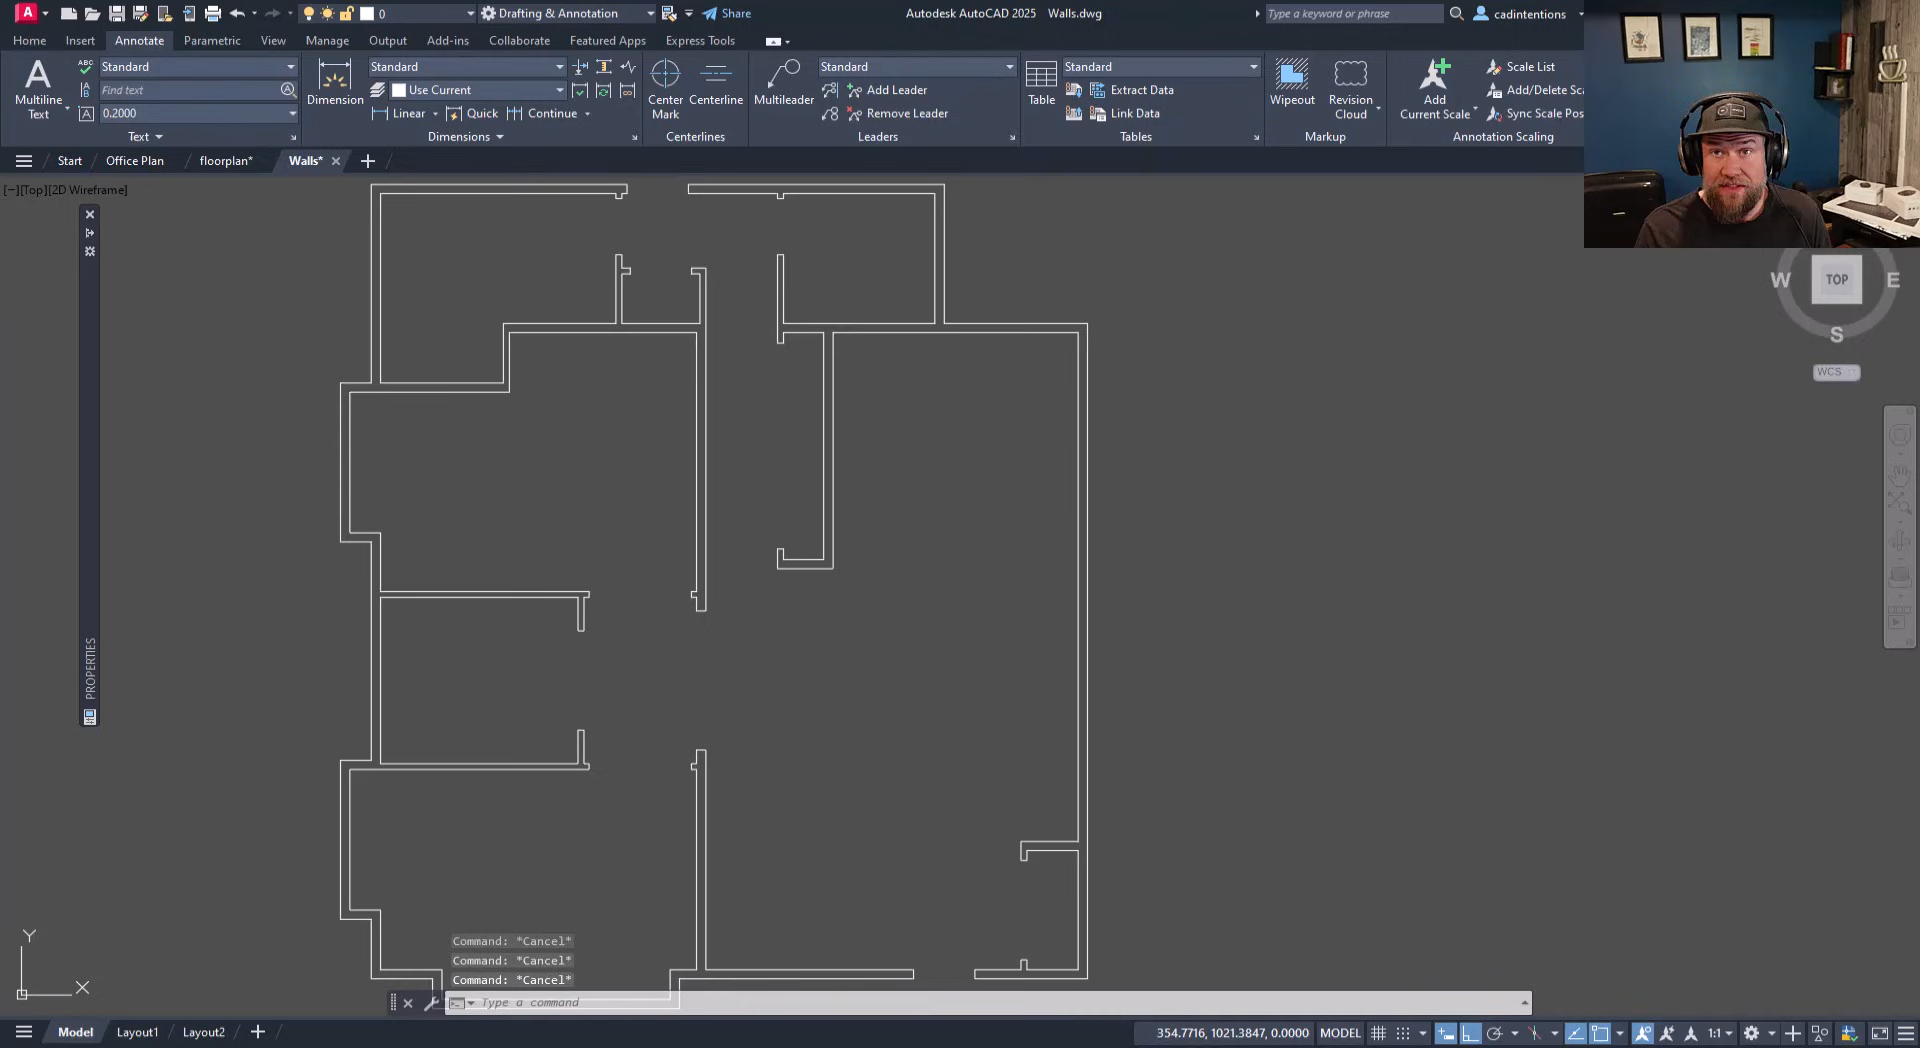 A 0 Drafting & Annotation Share Autodesk AutoCAD 2025 Walls.dwg Type a keyword or phrase cadintentions
Home Insert Annotate Parametric View Manage Output Add-ins Collaborate Featured Apps Express Tools
ABC Standard Standard Standard Standard Scale List
Find text Use Current Add Leader Extract Data Add/Delete Sca
Multiline Text 0.2000 Dimension Linear Quick Continue Center Mark Centerline Multileader Remove Leader Table Link Data Wipeout Revision Cloud Add Current Scale Sync Scale Pos
Text Dimensions Centerlines Leaders Tables Markup Annotation Scaling
Start Office Plan floorplan* Walls*
[−][Top][2D Wireframe]
W TOP E
S
WCS
PROPERTIES
Y
X
Command: *Cancel*
Command: *Cancel*
Command: *Cancel*
Type a command
Model Layout1 Layout2 354.7716, 1021.3847, 0.0000 MODEL 1:1